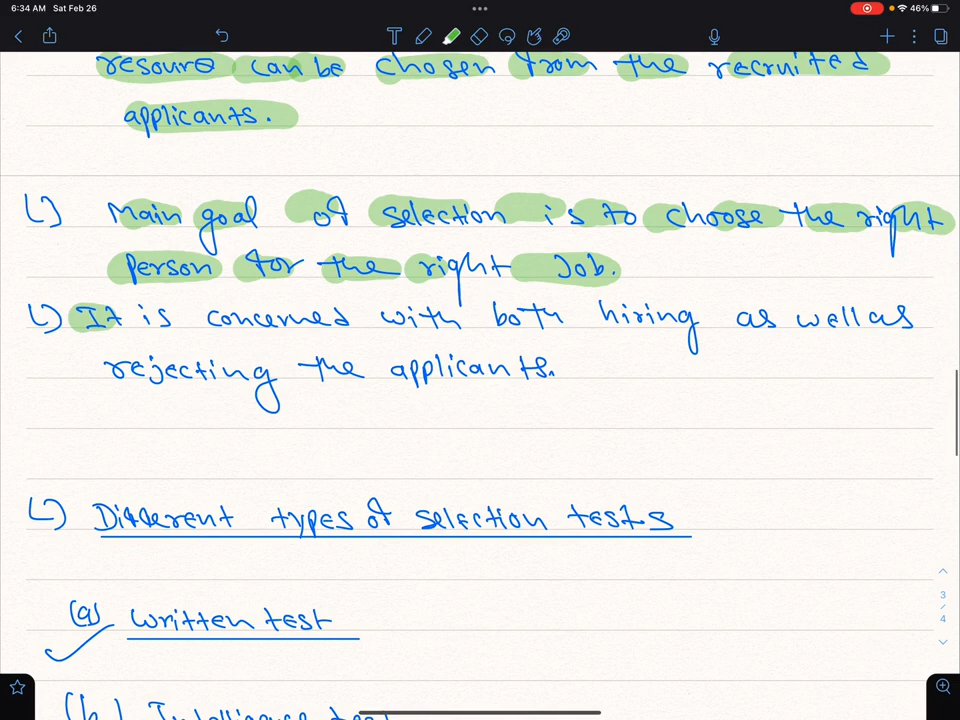 6:34 AM Sat Feb 26
46%
resource can be chosen from the recruited
applicants.
Main goal of selection is to choose the right
person for the right Job.
It is concerned with both hiring as well as
rejecting the applicants.
Different types of selection tests
3
/
4
(a) written test
(b) Intelligence test